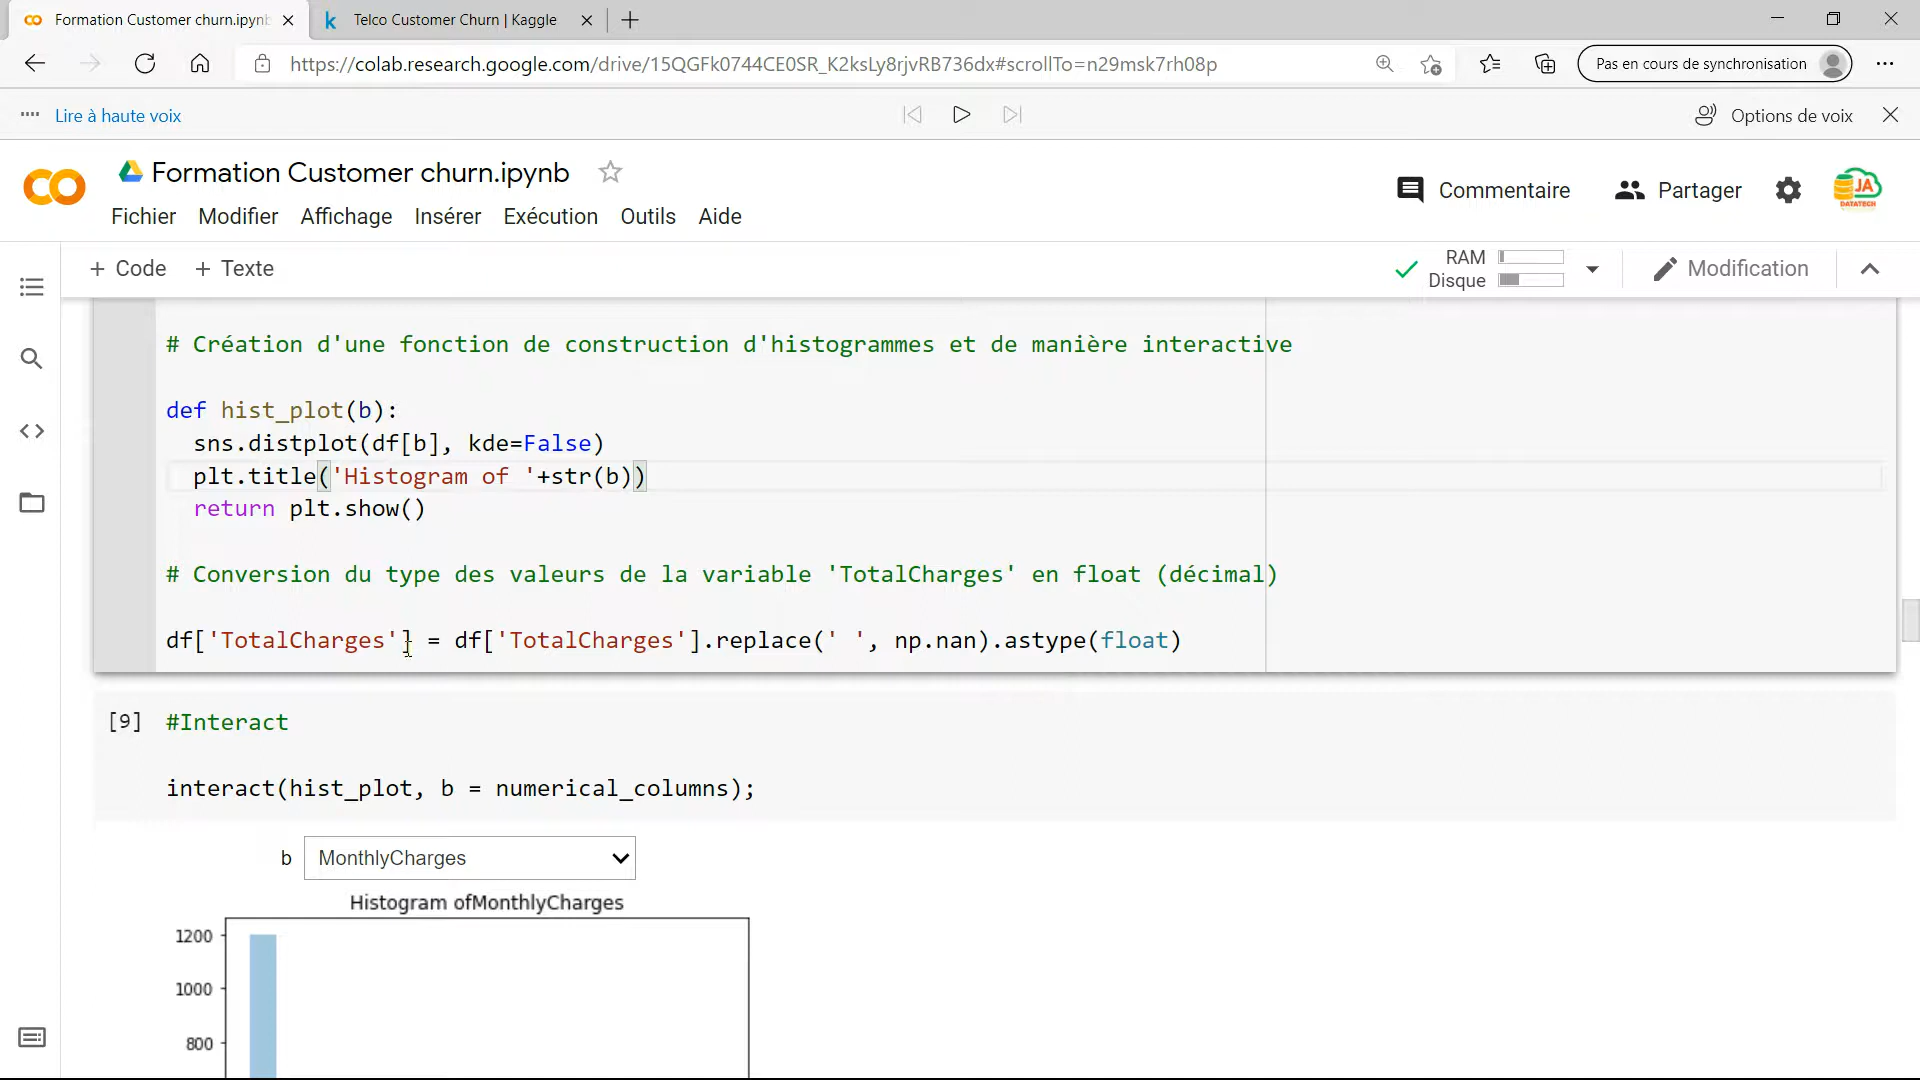 Formation Customer churn.ipynb
Telco Customer Churn | Kaggle
https://colab.research.google.com/drive/15QGFk0744CE0SR_K2ksLy8rjvRB736dx#scrollTo=n29msk7rh08p
Pas en cours de synchronisation
Lire à haute voix
Options de voix
Formation Customer churn.ipynb
Commentaire
Partager
JA
DATATECH
Fichier Modifier Affichage Insérer Exécution Outils Aide
+ Code + Texte
RAM
Disque
Modification
# Création d'une fonction de construction d'histogrammes et de manière interactive
def hist_plot(b):
sns.distplot(df[b], kde=False)
plt.title('Histogram of '+str(b))
return plt.show()
# Conversion du type des valeurs de la variable 'TotalCharges' en float (décimal)
df['TotalCharges'] = df['TotalCharges'].replace(' ', np.nan).astype(float)
[9] #Interact
interact(hist_plot, b = numerical_columns);
b MonthlyCharges
Histogram ofMonthlyCharges
1200
1000
800